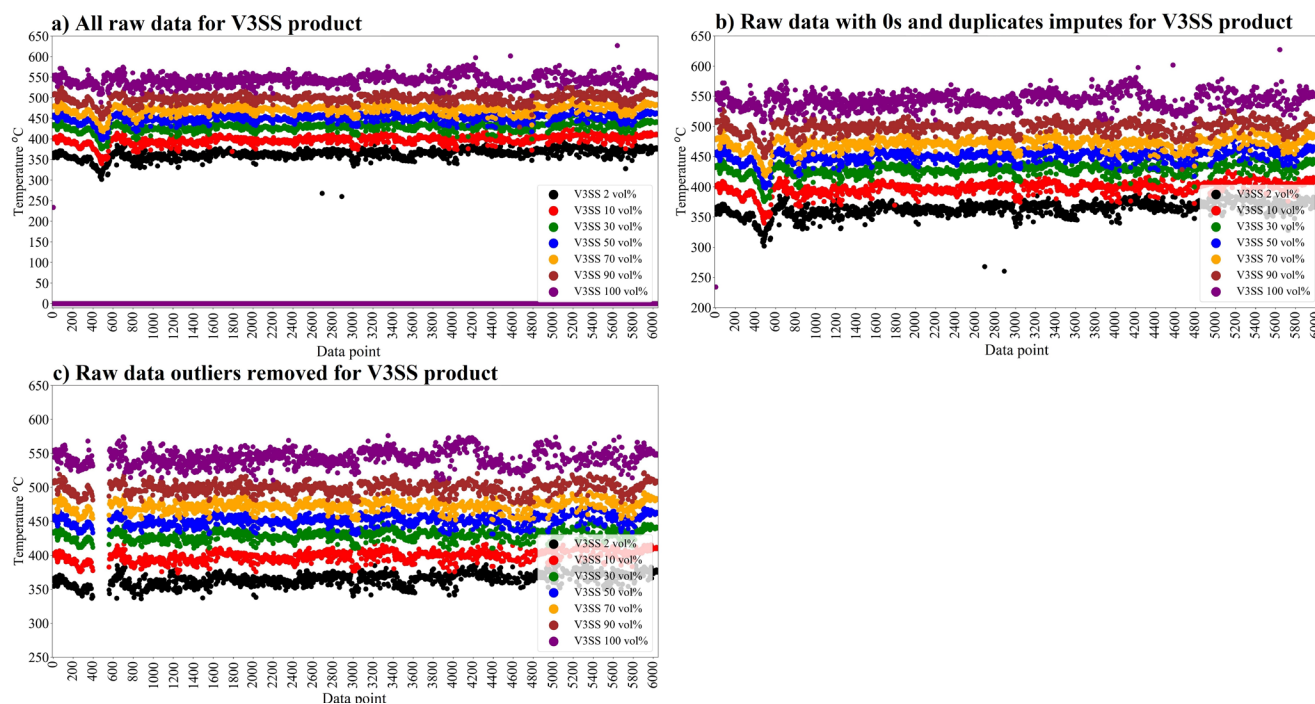 a) All raw data for V3SS product
650
600
550
500
450
400
350
300
250
200
150
100
50
0
Temperature °C
V3SS 2 vol%
V3SS 10 vol%
V3SS 30 vol%
V3SS 50 vol%
V3SS 70 vol%
V3SS 90 vol%
V3SS 100 vol%
0 200 400 600 800 1000 1200 1400 1600 1800 2000 2200 2400 2600 2800 3000 3200 3400 3600 3800 4000 4200 4400 4600 4800 5000 5200 5400 5600 5800 6000
Data point
b) Raw data with 0s and duplicates imputes for V3SS product
650
600
550
500
450
400
350
300
250
200
Temperature °C
V3SS 2 vol%
V3SS 10 vol%
V3SS 30 vol%
V3SS 50 vol%
V3SS 70 vol%
V3SS 90 vol%
V3SS 100 vol%
0 200 400 600 800 1000 1200 1400 1600 1800 2000 2200 2400 2600 2800 3000 3200 3400 3600 3800 4000 4200 4400 4600 4800 5000 5200 5400 5600 5800 6000
Data point
c) Raw data outliers removed for V3SS product
650
600
550
500
450
400
350
300
250
Temperature °C
V3SS 2 vol%
V3SS 10 vol%
V3SS 30 vol%
V3SS 50 vol%
V3SS 70 vol%
V3SS 90 vol%
V3SS 100 vol%
0 200 400 600 800 1000 1200 1400 1600 1800 2000 2200 2400 2600 2800 3000 3200 3400 3600 3800 4000 4200 4400 4600 4800 5000 5200 5400 5600 5800 6000
Data point